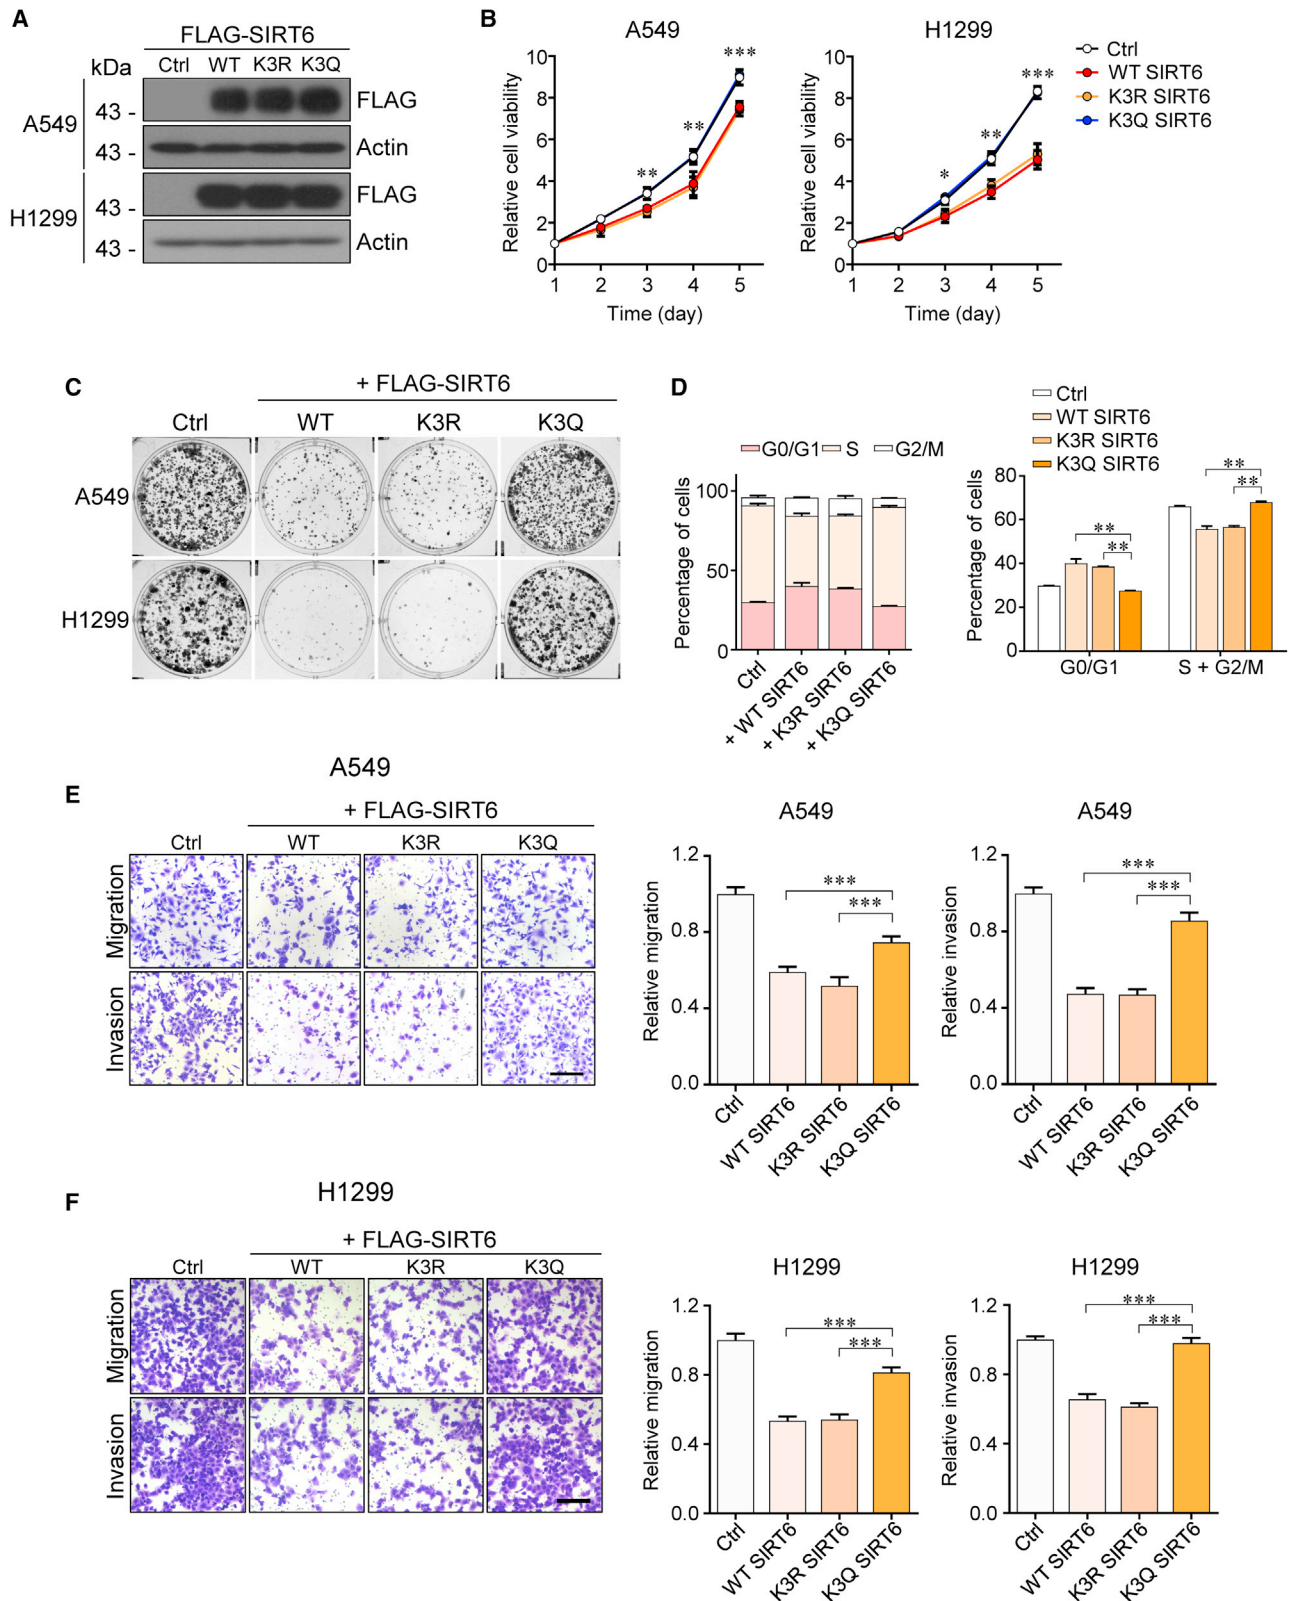 A
FLAG-SIRT6
kDa Ctrl WT K3R K3Q
A549
43 - FLAG
43 - Actin
H1299
43 - FLAG
43 - Actin
B
A549
Relative cell viability
10
8
6
4
2
0
1 2 3 4 5
Time (day)
** ** ***
H1299
Relative cell viability
10
8
6
4
2
0
1 2 3 4 5
Time (day)
* ** ***
Ctrl
WT SIRT6
K3R SIRT6
K3Q SIRT6
C
+ FLAG-SIRT6
Ctrl WT K3R K3Q
A549
H1299
D
G0/G1 S G2/M
Percentage of cells
100
50
0
Ctrl
+ WT SIRT6
+ K3R SIRT6
+ K3Q SIRT6
Ctrl
WT SIRT6
K3R SIRT6
K3Q SIRT6
Percentage of cells
80
60
40
20
0
**
**
**
**
G0/G1 S + G2/M
A549
E
+ FLAG-SIRT6
Ctrl WT K3R K3Q
Migration
Invasion
A549
Relative migration
1.2
0.8
0.4
0.0
***
***
Ctrl
WT SIRT6
K3R SIRT6
K3Q SIRT6
A549
Relative invasion
1.2
0.8
0.4
0.0
***
***
Ctrl
WT SIRT6
K3R SIRT6
K3Q SIRT6
H1299
F
+ FLAG-SIRT6
Ctrl WT K3R K3Q
Migration
Invasion
H1299
Relative migration
1.2
0.8
0.4
0.0
***
***
Ctrl
WT SIRT6
K3R SIRT6
K3Q SIRT6
H1299
Relative invasion
1.2
0.8
0.4
0.0
***
***
Ctrl
WT SIRT6
K3R SIRT6
K3Q SIRT6